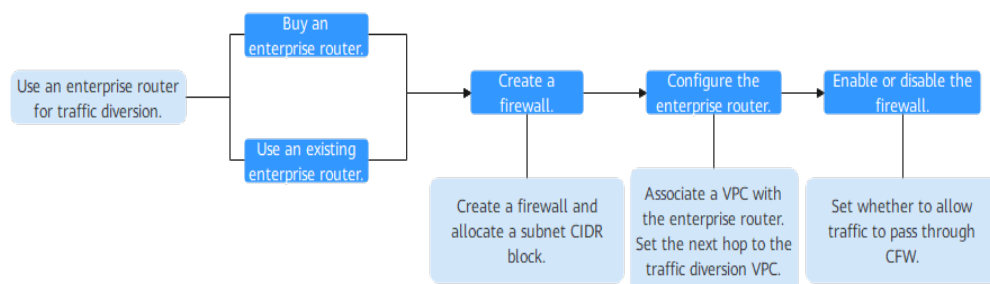 Use an enterprise router
for traffic diversion.
Buy an
enterprise router.
Use an existing
enterprise router.
Create a
firewall.
Configure the
enterprise router.
Enable or disable the
firewall.
Create a firewall and
allocate a subnet CIDR
block.
Associate a VPC with
the enterprise router.
Set the next hop to the
traffic diversion VPC.
Set whether to allow
traffic to pass through
CFW.